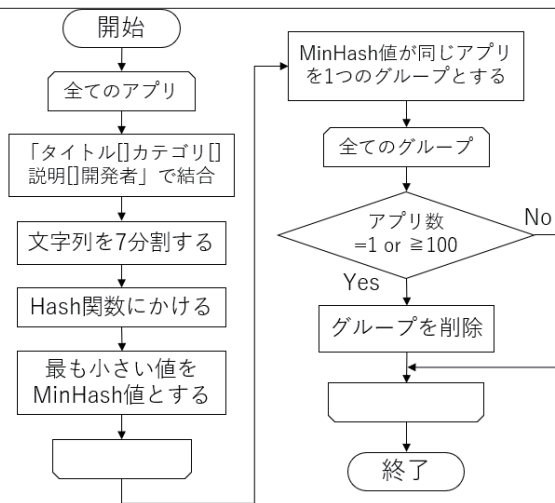 開始
全てのアプリ
「タイトル[]カテゴリ[]
説明[]開発者」で結合
文字列を7分割する
Hash関数にかける
最も小さい値を
MinHash値とする
MinHash値が同じアプリ
を1つのグループとする
全てのグループ
アプリ数
=1 or ≧100
No
Yes
グループを削除
終了